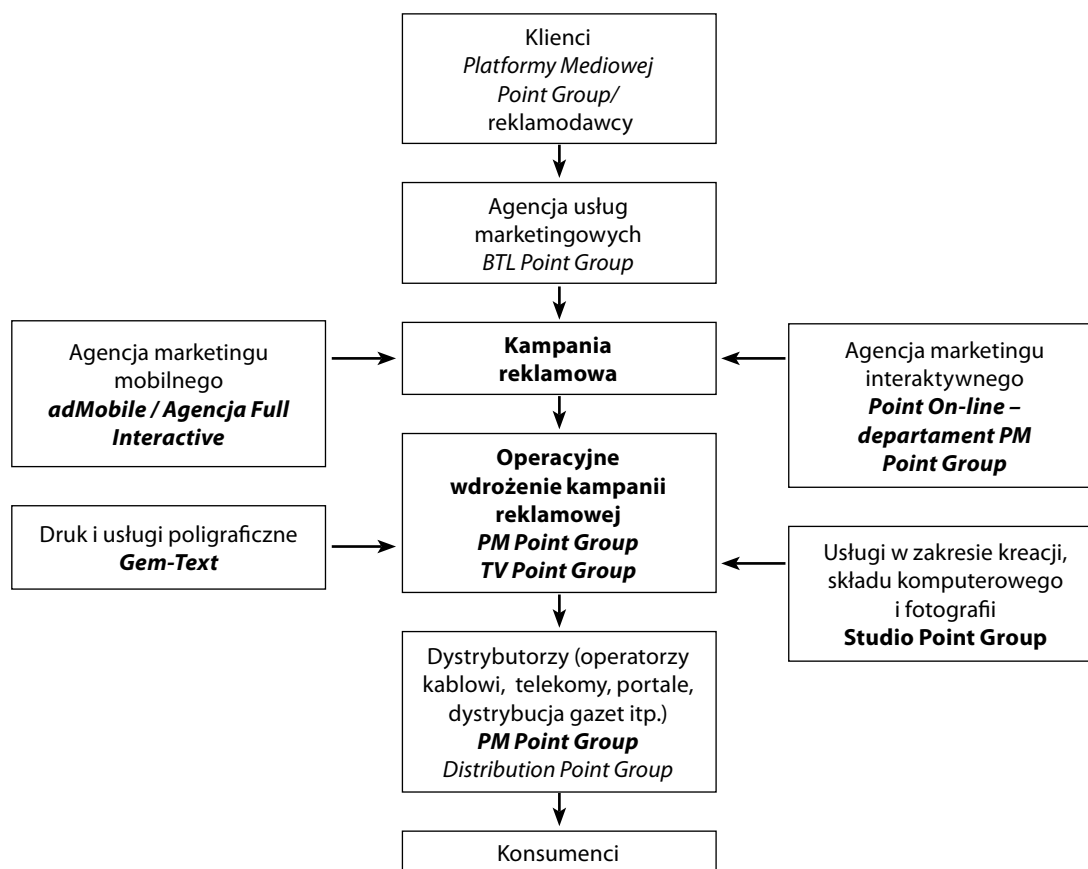 Klienci
Platformy Mediowej
Point Group/
reklamodawcy
Agencja usług
marketingowych
BTL Point Group
Agencja marketingu
mobilnego
adMobile / Agencja Full
Interactive
Kampania
reklamowa
Agencja marketingu
interaktywnego
Point On-line –
departament PM
Point Group
Operacyjne
wdrożenie kampanii
reklamowej
PM Point Group
TV Point Group
Druk i usługi poligraficzne
Gem-Text
Usługi w zakresie kreacji,
składu komputerowego
i fotografii
Studio Point Group
Dystrybutorzy (operatorzy
kablowi, telekomy, portale,
dystrybucja gazet itp.)
PM Point Group
Distribution Point Group
Konsumenci